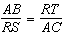 AB/RS = RT/AC